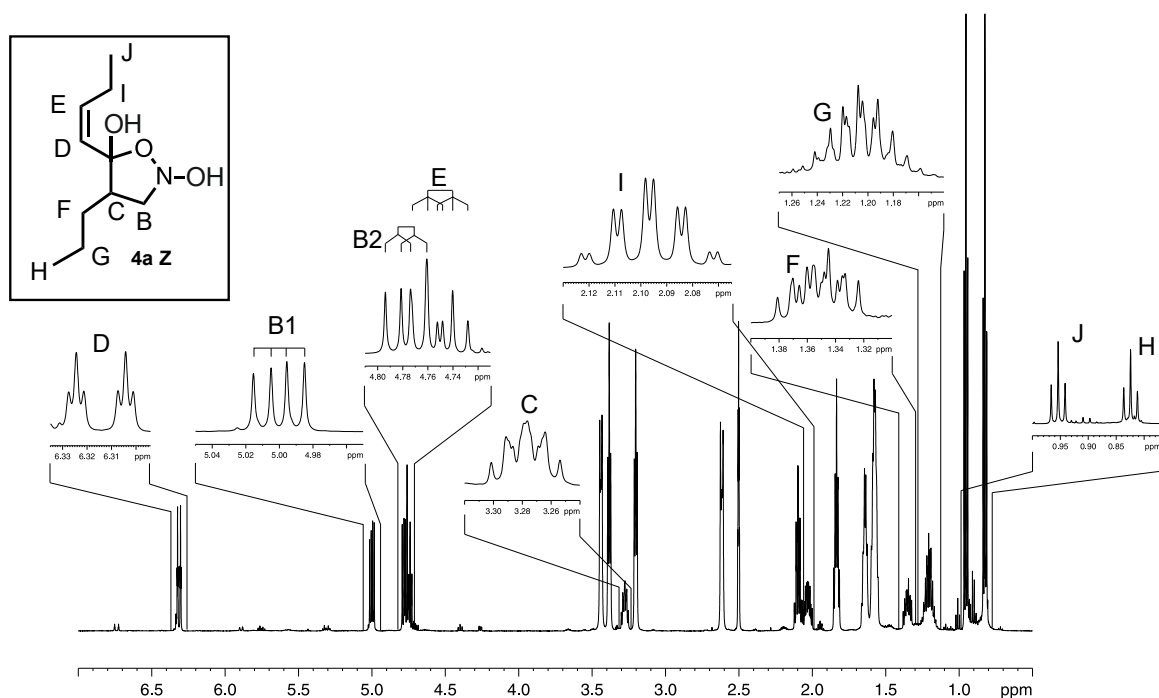 J
I
E
OH
D
O
N
OH
F
C
B
G
H
4a Z
D
6.33 6.32 6.31 ppm
B1
5.04 5.02 5.00 4.98 ppm
E
B2
4.80 4.78 4.76 4.74 ppm
C
3.30 3.28 3.26 ppm
I
2.12 2.11 2.10 2.09 2.08 ppm
G
1.26 1.24 1.22 1.20 1.18 ppm
F
1.38 1.36 1.34 1.32 ppm
J
H
0.95 0.90 0.85 ppm
6.5 6.0 5.5 5.0 4.5 4.0 3.5 3.0 2.5 2.0 1.5 1.0 ppm